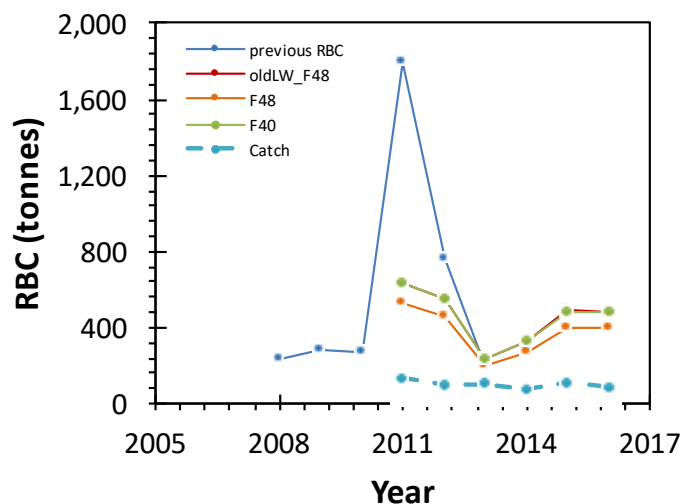 2,000
1,600
1,200
800
400
0
RBC (tonnes)
previous RBC
oldLW_F48
F48
F40
Catch
2005 2008 2011 2014 2017
Year